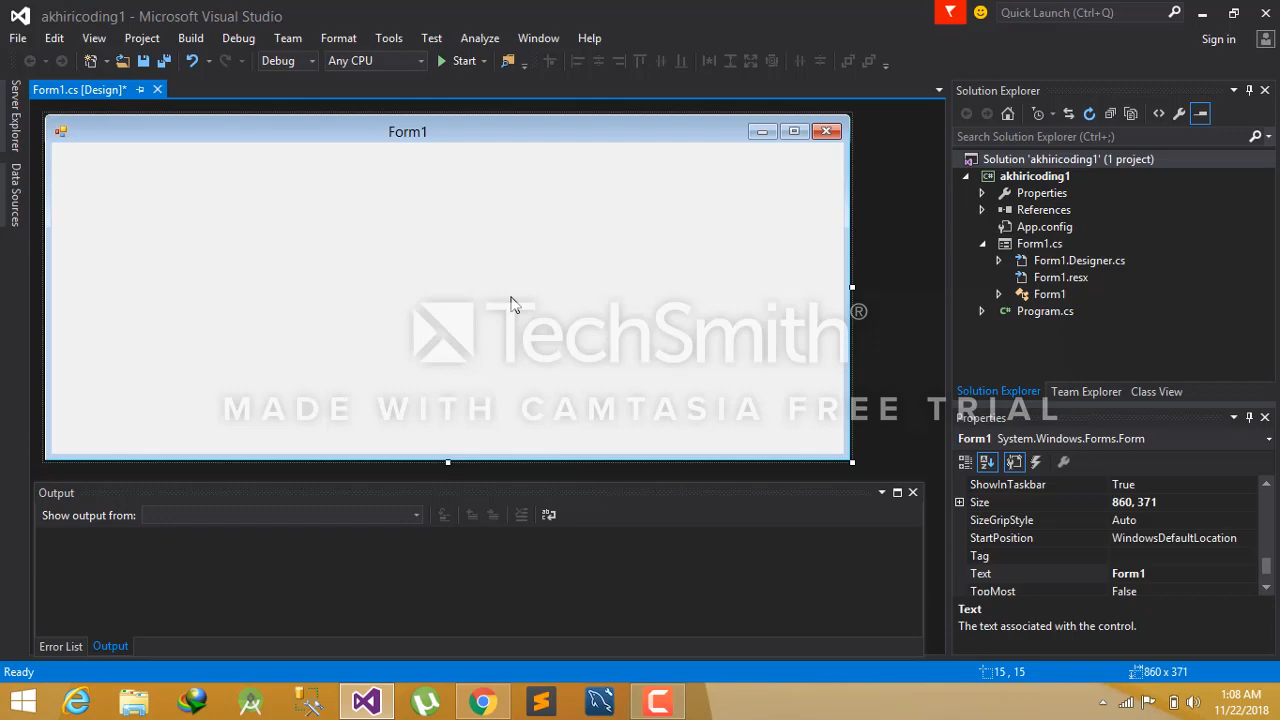 akhiricoding1 - Microsoft Visual Studio
Quick Launch (Ctrl+Q)
File Edit View Project Build Debug Team Format Tools Test Analyze Window Help
Sign in
Debug Any CPU Start
Server Explorer
Data Sources
Form1.cs [Design]*
Form1
Solution Explorer
Search Solution Explorer (Ctrl+;)
Solution 'akhiricoding1' (1 project)
akhiricoding1
Properties
References
App.config
Form1.cs
Form1.Designer.cs
Form1.resx
Form1
Program.cs
TechSmith®
MADE WITH CAMTASIA FREE TRIAL
Solution Explorer Team Explorer Class View
Properties
Form1 System.Windows.Forms.Form
ShowInTaskbar True
Size 860, 371
SizeGripStyle Auto
StartPosition WindowsDefaultLocation
Tag
Text Form1
TopMost False
Text
The text associated with the control.
Output
Show output from:
Error List Output
Ready
15 , 15
860 x 371
1:08 AM
11/22/2018